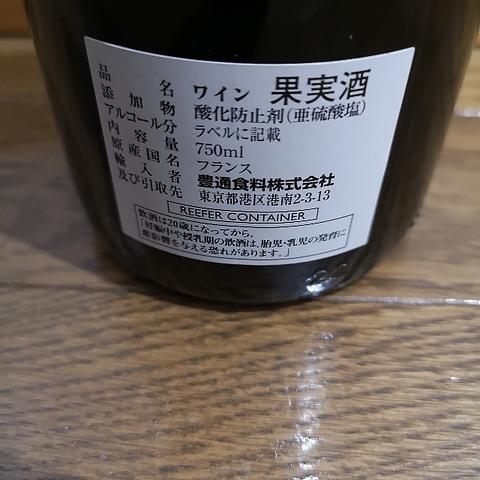 品名 ワイン 果実酒
添加物 酸化防止剤(亜硫酸塩)
アルコール分 ラベルに記載
内容量 750ml
原産国名 フランス
輸入者 豊通食料株式会社
及び引取先 東京都港区港南2-3-13
REEFER CONTAINER
飲酒は20歳になってから。
「妊娠中や授乳期の飲酒は、胎児・乳児の発育に
悪影響を与える恐れがあります。」